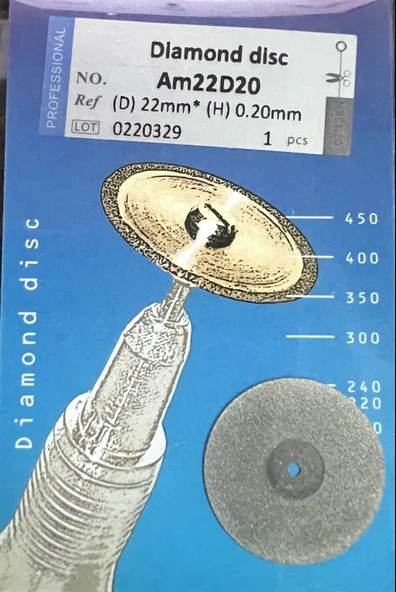 PROFESSIONAL
Diamond disc
NO. Am22D20
Ref (D) 22mm* (H) 0.20mm
LOT 0220329 1 pcs
Diamond disc
450
400
350
300
240